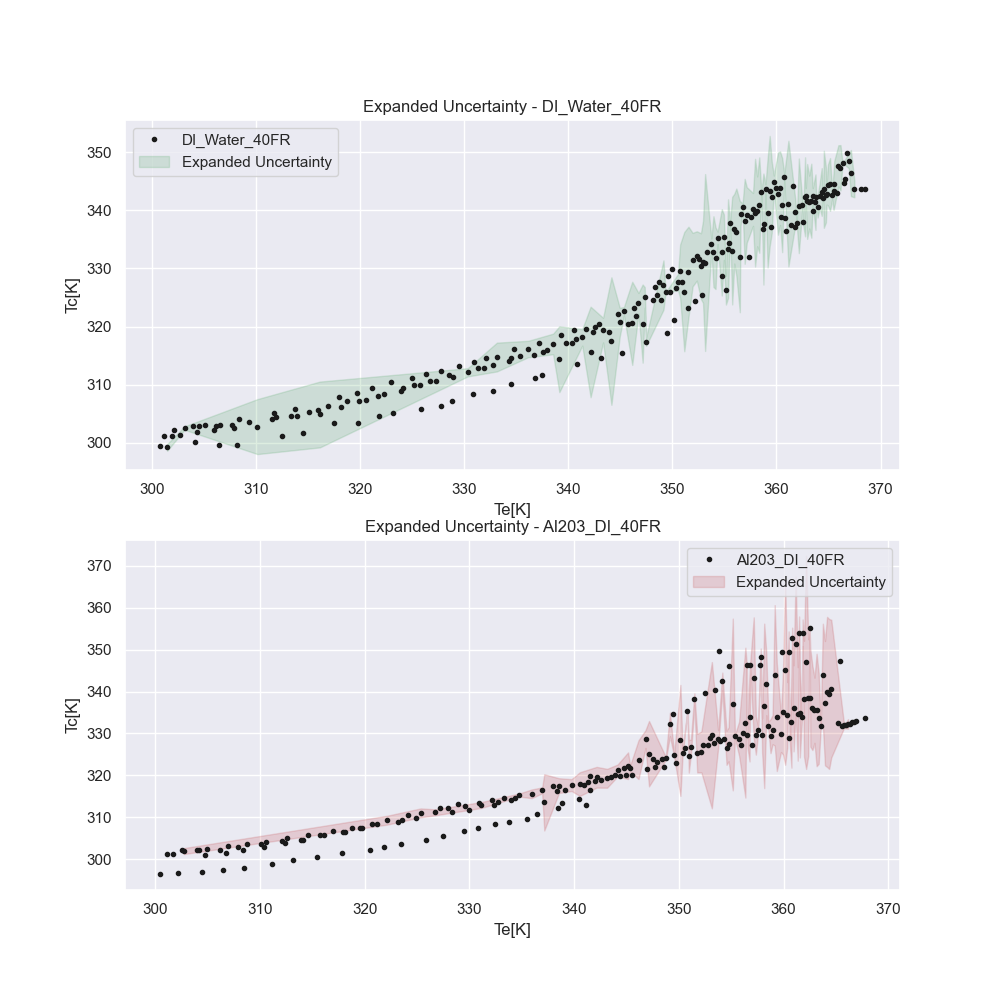 Expanded Uncertainty - DI_Water_40FR
DI_Water_40FR
Expanded Uncertainty
350
340
330
320
310
300
Tc[K]
300 310 320 330 340 350 360 370
Te[K]
Expanded Uncertainty - Al203_DI_40FR
Al203_DI_40FR
Expanded Uncertainty
370
360
350
340
330
320
310
300
Tc[K]
300 310 320 330 340 350 360 370
Te[K]